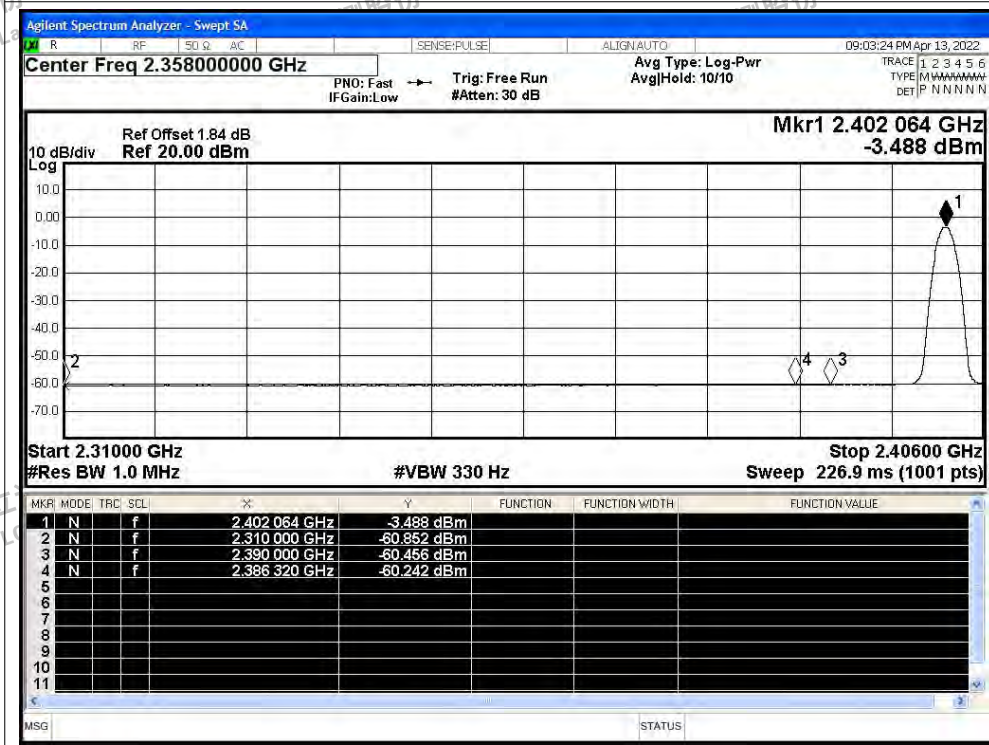 Agilent Spectrum Analyzer - Swept SA
R RF 50 Ω AC SENSE:PULSE ALIGN AUTO 09:03:24 PM Apr 13, 2022
Center Freq 2.358000000 GHz
PNO: Fast
IFGain:Low
Trig: Free Run
#Atten: 30 dB
Avg Type: Log-Pwr
Avg|Hold: 10/10
TRACE 1 2 3 4 5 6
TYPE M
DET P N N N N N
Ref Offset 1.84 dB
10 dB/div Ref 20.00 dBm
Log
Mkr1 2.402 064 GHz
-3.488 dBm
10.0
0.00
-10.0
-20.0
-30.0
-40.0
-50.0
-60.0
-70.0
1
2
4 3
Start 2.31000 GHz Stop 2.40600 GHz
#Res BW 1.0 MHz #VBW 330 Hz Sweep 226.9 ms (1001 pts)
MKR MODE TRC SCL X Y FUNCTION FUNCTION WIDTH FUNCTION VALUE
1 N f 2.402 064 GHz -3.488 dBm
2 N f 2.310 000 GHz -60.852 dBm
3 N f 2.390 000 GHz -60.456 dBm
4 N f 2.386 320 GHz -60.242 dBm
5
6
7
8
9
10
11
MSG STATUS